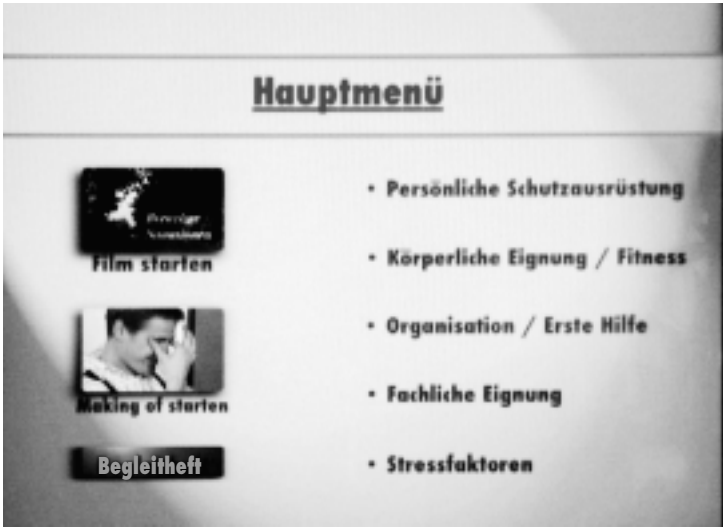 Hauptmenü
Film starten
Making of starten
Begleitheft
• Persönliche Schutzausrüstung
• Körperliche Eignung / Fitness
• Organisation / Erste Hilfe
• Fachliche Eignung
• Stressfaktoren